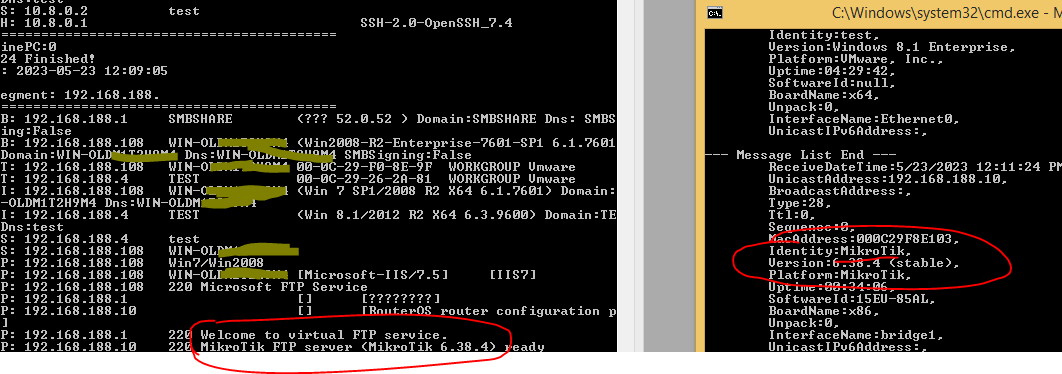 Dns:test
S: 10.8.0.2 test
S: 10.8.0.1 SSH-2.0-OpenSSH_7.4
=============================================
inePC:0
24 Finished!
: 2023-05-23 12:09:05
egment: 192.168.188.
=============================================
B: 192.168.188.1 SMBSHARE (??? 52.0.52 ) Domain:SMBSHARE Dns: SMBS
ing:False
B: 192.168.188.108 (Win2008-R2-Enterprise-7601-SP1 6.1.7601)
Domain:WIN-OLD Dns:WIN-OLD SMBSigning:False
T: 192.168.188.108 WIN-OLD 00-0C-29-F0-8E-9F WORKGROUP Vmware
T: 192.168.188.4 TEST 00-0C-29-26-2A-81 WORKGROUP Vmware
I: 192.168.188.108 WIN-OLD (Win 7 SP1/2008 R2 X64 6.1.7601) Domain:
-OLDM1T2H9M4 Dns:WIN-OLD
I: 192.168.188.4 TEST (Win 8.1/2012 R2 X64 6.3.9600) Domain:TE
Dns:test
S: 192.168.188.4 test
S: 192.168.188.108 WIN-OLD
P: 192.168.188.108 Win7/Win2008
P: 192.168.188.108 WIN-OLD [Microsoft-IIS/7.5] [IIS7]
P: 192.168.188.108 220 Microsoft FTP Service
P: 192.168.188.1 [] [????????]
P: 192.168.188.10 [] [RouterOS router configuration p
]
P: 192.168.188.1 220 Welcome to virtual FTP service.
P: 192.168.188.10 220 MikroTik FTP server (MikroTik 6.38.4) ready
C:\Windows\system32\cmd.exe - M
Identity:test,
Version:Windows 8.1 Enterprise,
Platform:VMware, Inc.,
Uptime:04:29:42,
SoftwareId:null,
BoardName:x64,
Unpack:0,
InterfaceName:Ethernet0,
UnicastIPv6Address:,
--- Message List End ---
ReceiveDateTime:5/23/2023 12:11:24 PM
UnicastAddress:192.168.188.10,
BroadcastAddress:,
Type:28,
Ttl:0,
Sequence:0,
MacAddress:000C29F8E103,
Identity:MikroTik,
Version:6.38.4 (stable),
Platform:MikroTik,
Uptime:00:34:06,
SoftwareId:15EU-85AL,
BoardName:x86,
Unpack:0,
InterfaceName:bridge1,
UnicastIPv6Address:,